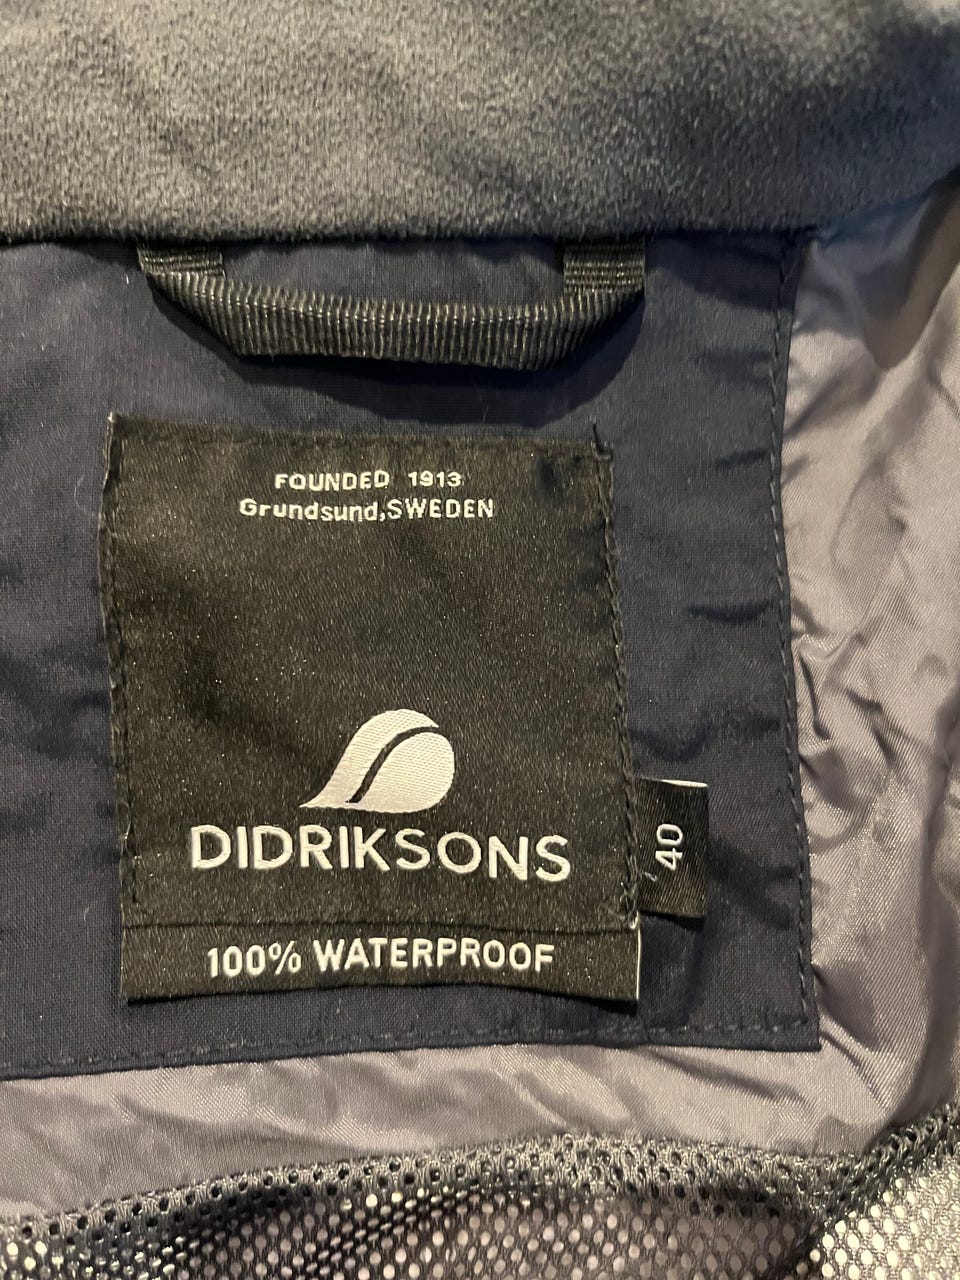 FOUNDED 1913
Grundsund,SWEDEN
DIDRIKSONS
40
100% WATERPROOF